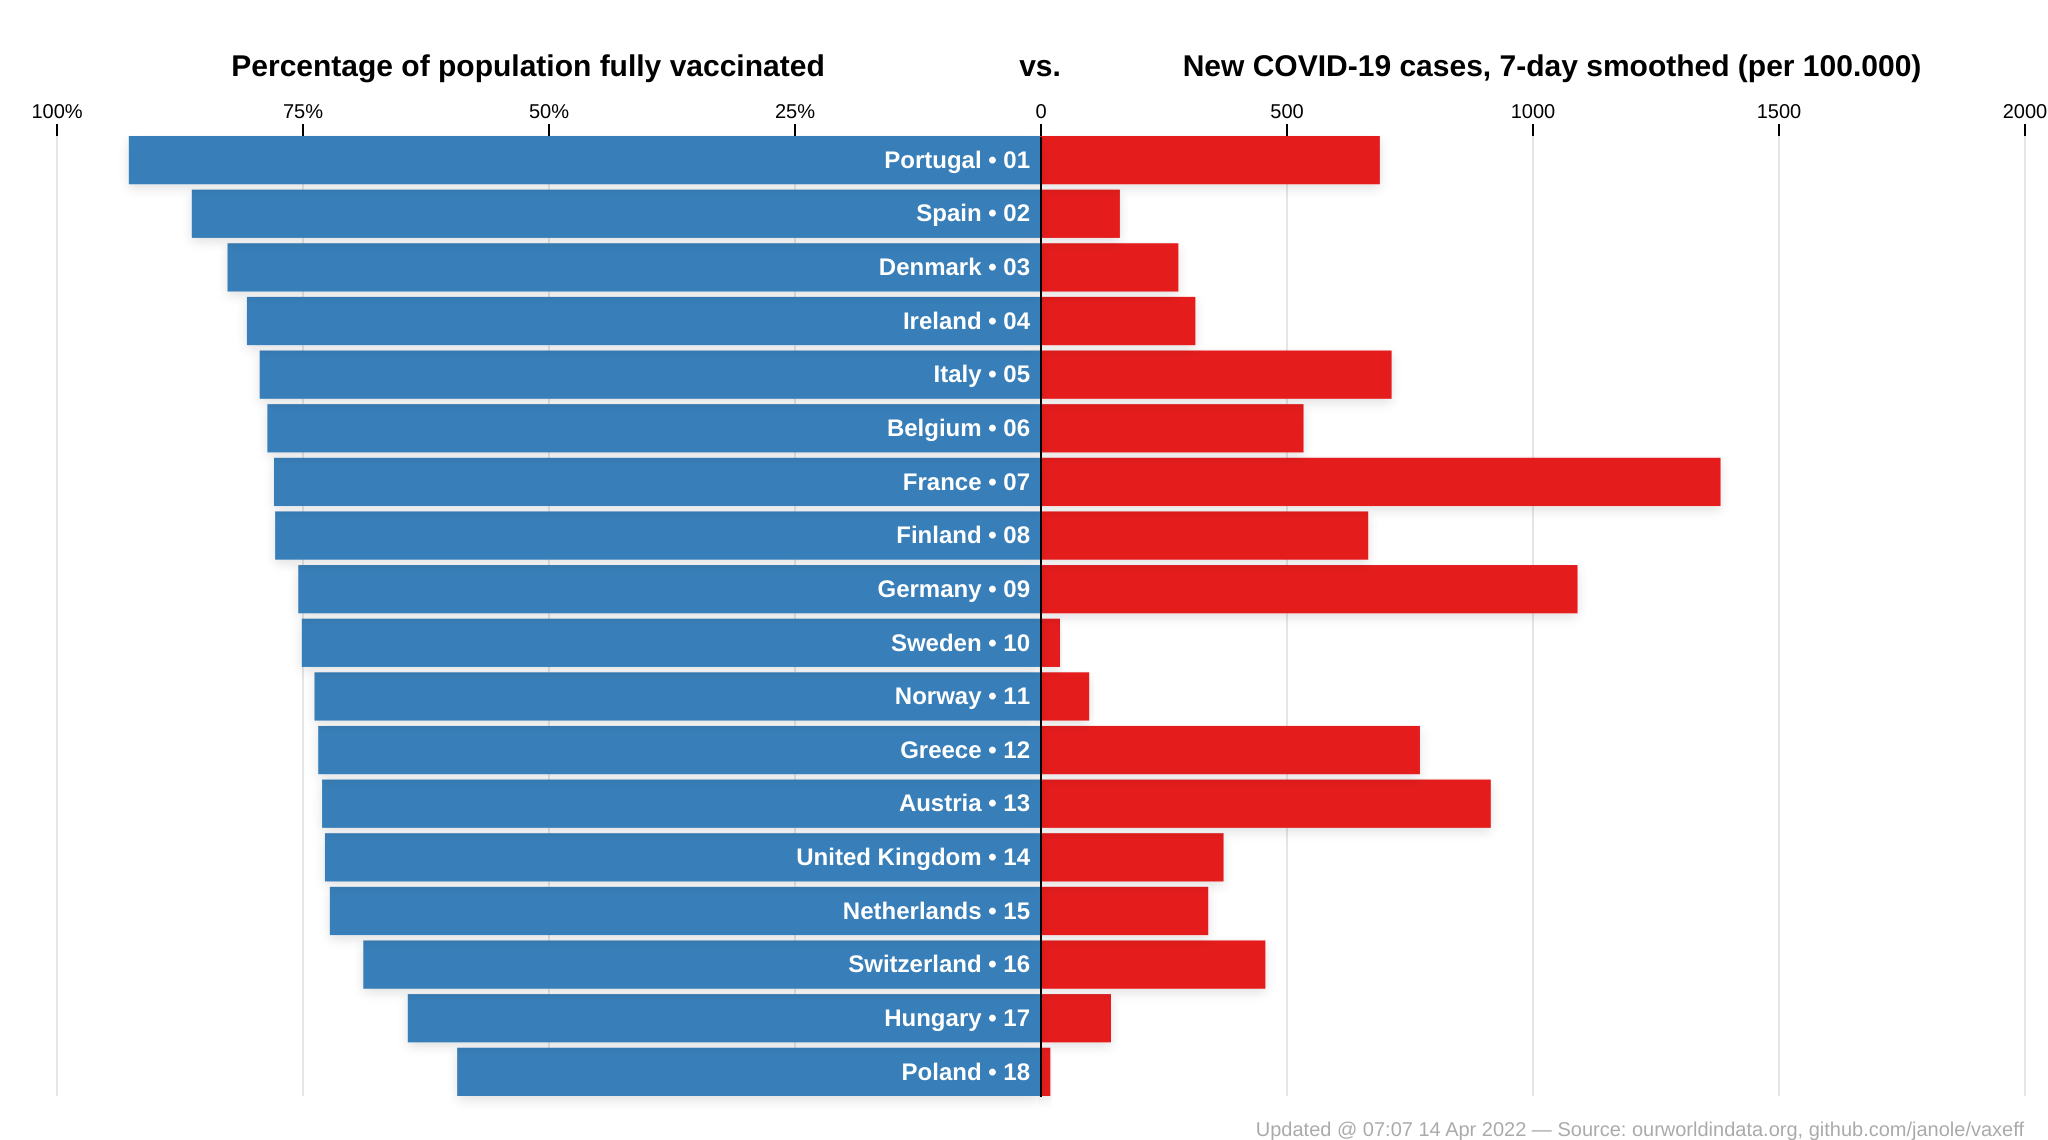 Percentage of population fully vaccinated vs. New COVID-19 cases, 7-day smoothed (per 100.000)
100% 75% 50% 25% 0 500 1000 1500 2000
Portugal • 01
Spain • 02
Denmark • 03
Ireland • 04
Italy • 05
Belgium • 06
France • 07
Finland • 08
Germany • 09
Sweden • 10
Norway • 11
Greece • 12
Austria • 13
United Kingdom • 14
Netherlands • 15
Switzerland • 16
Hungary • 17
Poland • 18
Updated @ 07:07 14 Apr 2022 — Source: ourworldindata.org, github.com/janole/vaxeff